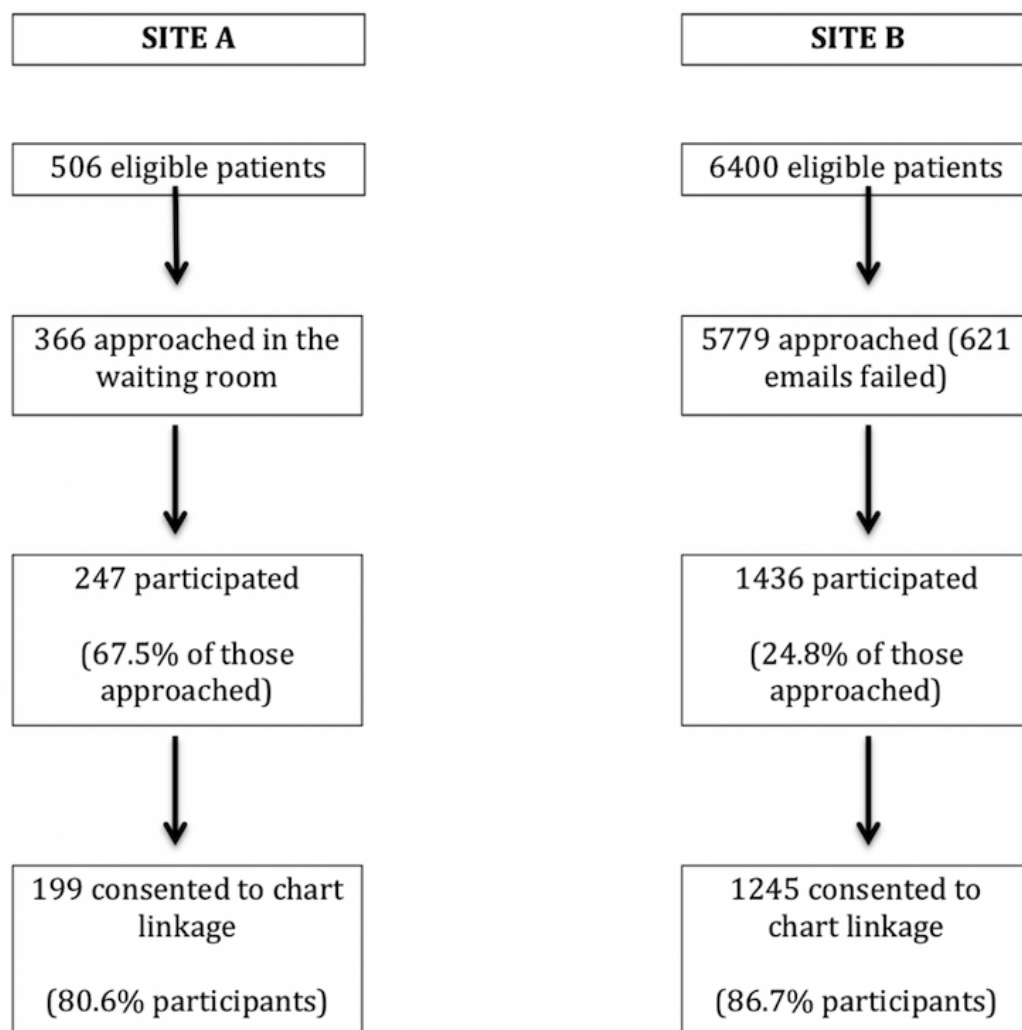 SITE A
506 eligible patients
366 approached in the
waiting room
247 participated
(67.5% of those
approached)
199 consented to chart
linkage
(80.6% participants)
SITE B
6400 eligible patients
5779 approached (621
emails failed)
1436 participated
(24.8% of those
approached)
1245 consented to
chart linkage
(86.7% participants)